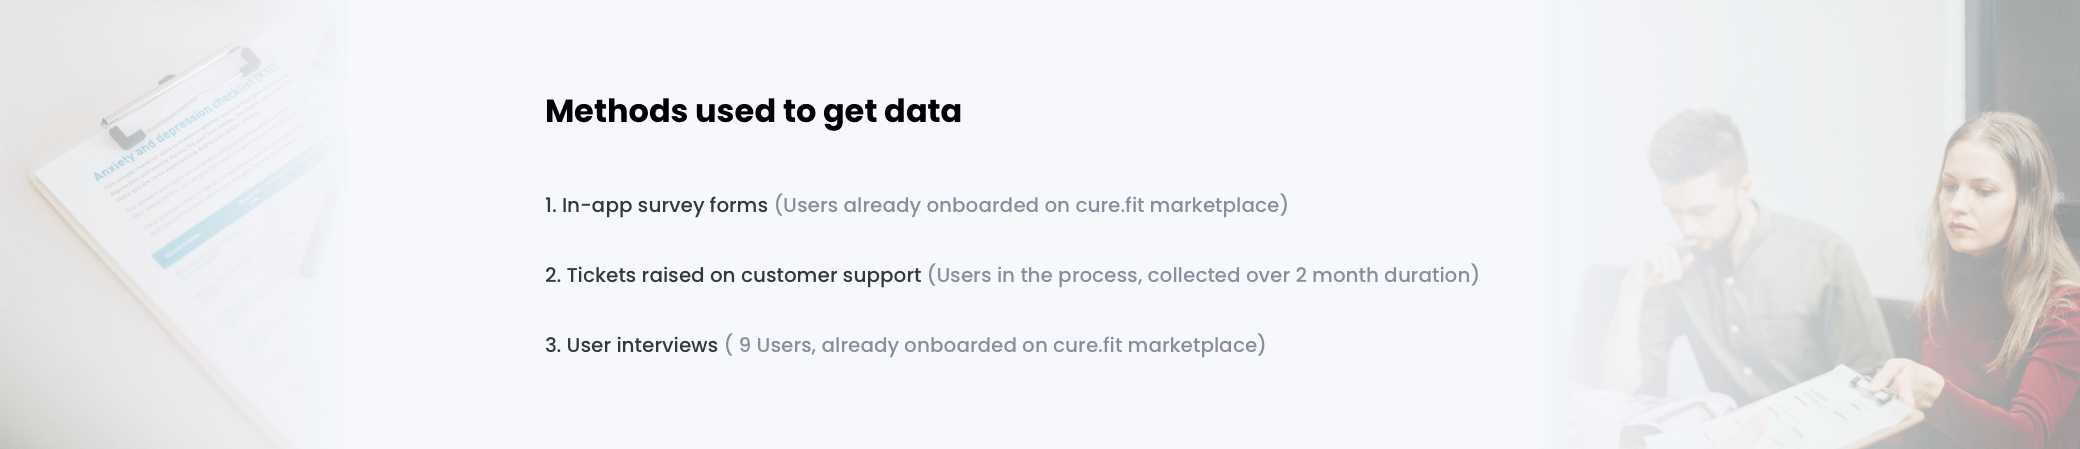 Anxiety and depression checklist (K10)
Methods used to get data
1. In-app survey forms (Users already onboarded on cure.fit marketplace)
2. Tickets raised on customer support (Users in the process, collected over 2 month duration)
3. User interviews ( 9 Users, already onboarded on cure.fit marketplace)